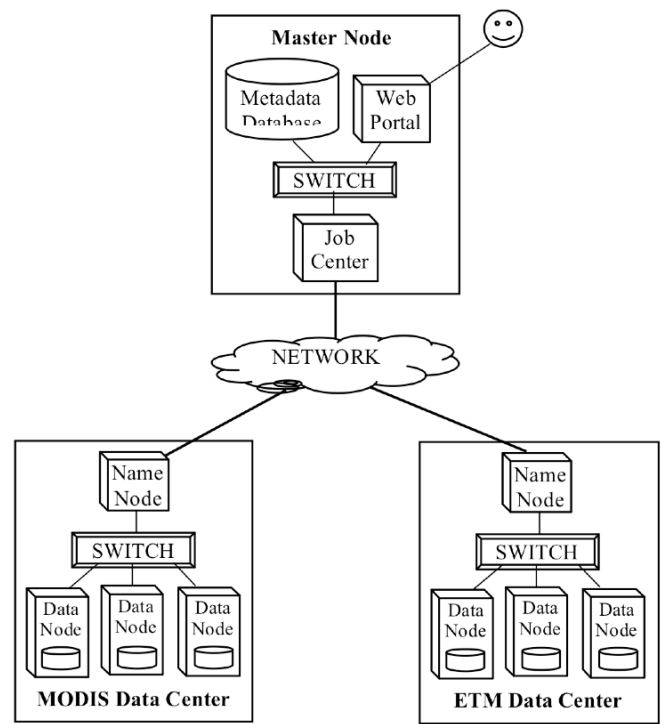 Master Node
Metadata
Database
Web
Portal
SWITCH
Job
Center
NETWORK
Name
Node
SWITCH
Data
Node
Data
Node
Data
Node
MODIS Data Center
Name
Node
SWITCH
Data
Node
Data
Node
Data
Node
ETM Data Center